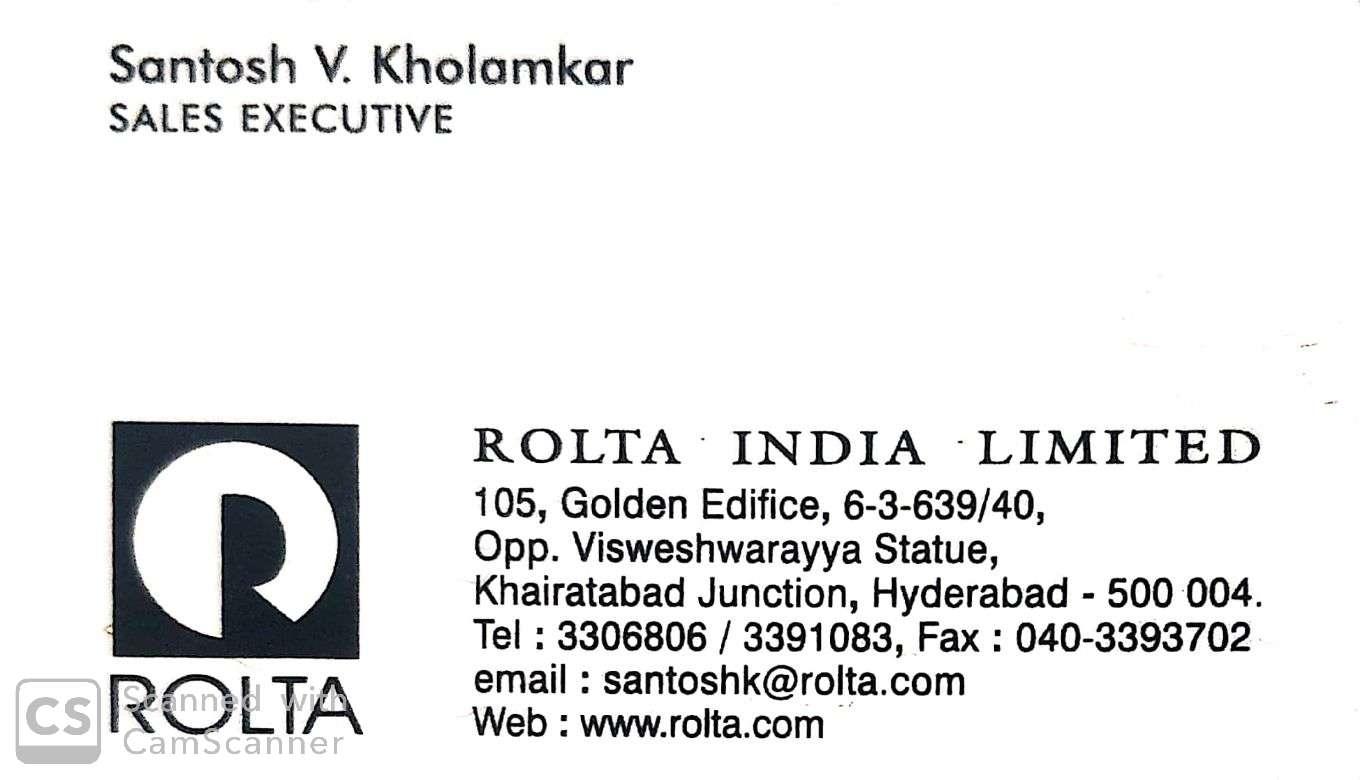 Santosh V. Kholamkar
SALES EXECUTIVE
ROLTA INDIA LIMITED
105, Golden Edifice, 6-3-639/40,
Opp. Visweshwarayya Statue,
Khairatabad Junction, Hyderabad - 500 004.
Tel : 3306806 / 3391083, Fax : 040-3393702
email : santoshk@rolta.com
Web : www.rolta.com
ROLTA
CS Scanned with
CamScanner